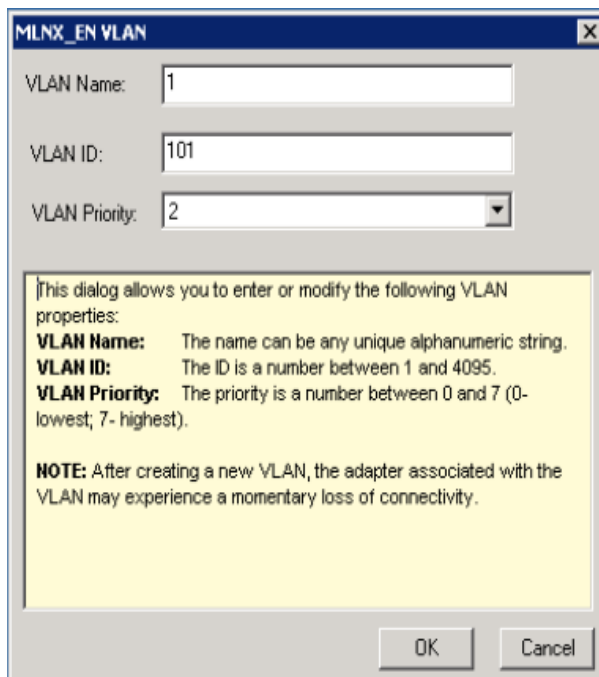 MLNX_EN VLAN
VLAN Name: 1
VLAN ID: 101
VLAN Priority: 2
This dialog allows you to enter or modify the following VLAN
properties:
VLAN Name: The name can be any unique alphanumeric string.
VLAN ID: The ID is a number between 1 and 4095.
VLAN Priority: The priority is a number between 0 and 7 (0-
lowest; 7- highest).
NOTE: After creating a new VLAN, the adapter associated with the
VLAN may experience a momentary loss of connectivity.
OK Cancel